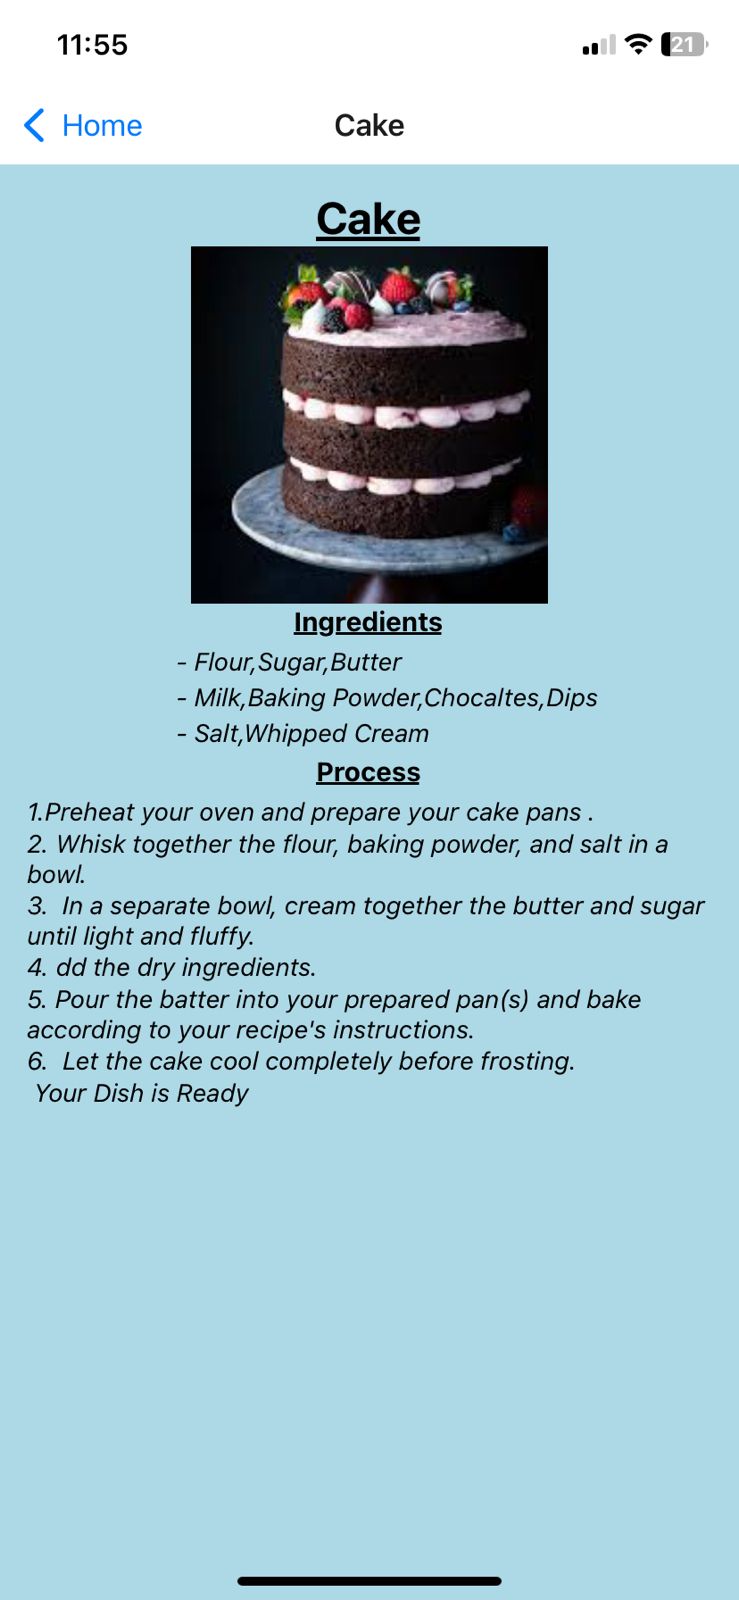 11:55
21
Home
Cake
Cake
Ingredients
- Flour,Sugar,Butter
- Milk,Baking Powder,Chocaltes,Dips
- Salt,Whipped Cream
Process
1.Preheat your oven and prepare your cake pans .
2. Whisk together the flour, baking powder, and salt in a
bowl.
3.  In a separate bowl, cream together the butter and sugar
until light and fluffy.
4. dd the dry ingredients.
5. Pour the batter into your prepared pan(s) and bake
according to your recipe's instructions.
6.  Let the cake cool completely before frosting.
Your Dish is Ready